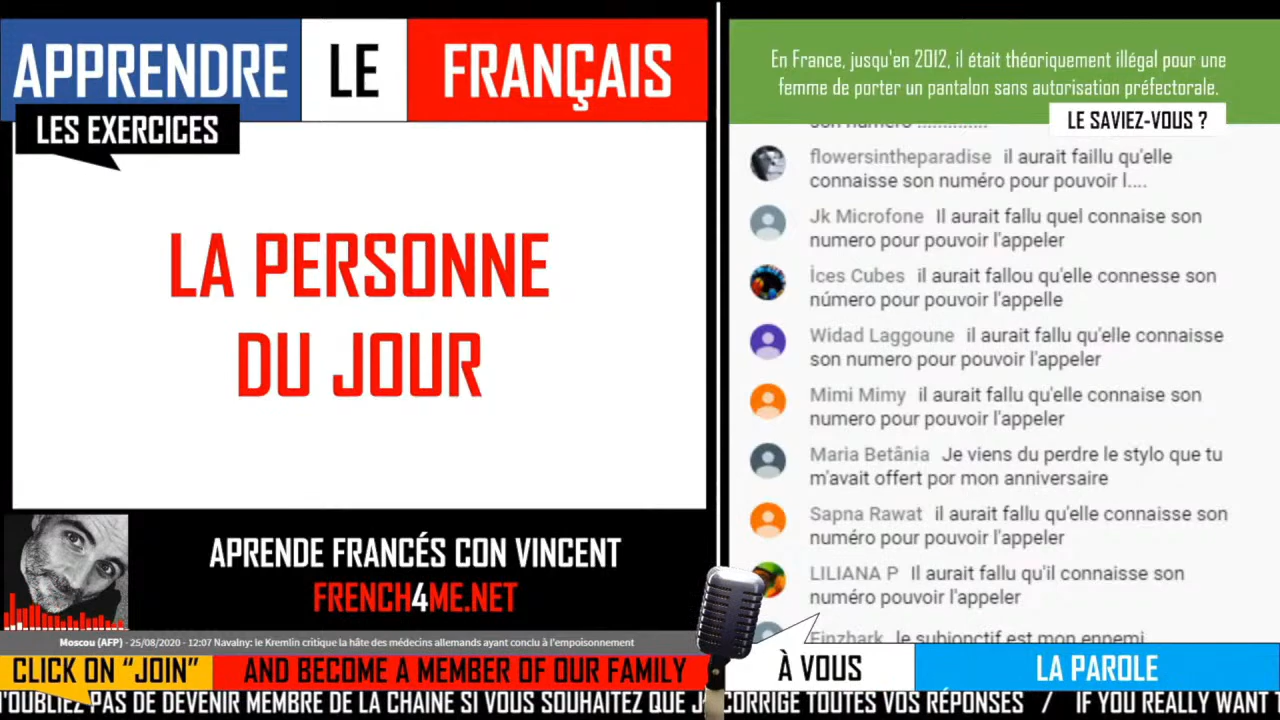 APPRENDRE LE FRANÇAIS
LES EXERCICES
LA PERSONNE
DU JOUR
APRENDE FRANCÉS CON VINCENT
FRENCH4ME.NET
Moscou (AFP) - 25/08/2020 - 12:07 Navalny: le Kremlin critique la hâte des médecins allemands ayant conclu à l'empoisonnement
CLICK ON “JOIN” AND BECOME A MEMBER OF OUR FAMILY
En France, jusqu'en 2012, il était théoriquement illégal pour une
femme de porter un pantalon sans autorisation préfectorale.
LE SAVIEZ-VOUS ?
son numero ..............
flowersintheparadise il aurait faillu qu'elle
connaisse son numéro pour pouvoir l....
Jk Microfone Il aurait fallu quel connaise son
numero pour pouvoir l'appeler
İces Cubes il aurait fallou qu'elle connesse son
número pour pouvoir l'appelle
Widad Laggoune il aurait fallu qu'elle connaisse
son numero pour pouvoir l'appeler
Mimi Mimy il aurait fallu qu'elle connaise son
numero pour pouvoir l'appeler
Maria Betânia Je viens du perdre le stylo que tu
m'avait offert por mon anniversaire
Sapna Rawat il aurait fallu qu'elle connaisse son
numéro pour pouvoir l'appeler
LILIANA P Il aurait fallu qu'il connaisse son
numéro pouvoir l'appeler
Finzhark le subjonctif est mon ennemi
À VOUS LA PAROLE
'OUBLIEZ PAS DE DEVENIR MEMBRE DE LA CHAINE SI VOUS SOUHAITEZ QUE J CORRIGE TOUTES VOS RÉPONSES / IF YOU REALLY WANT